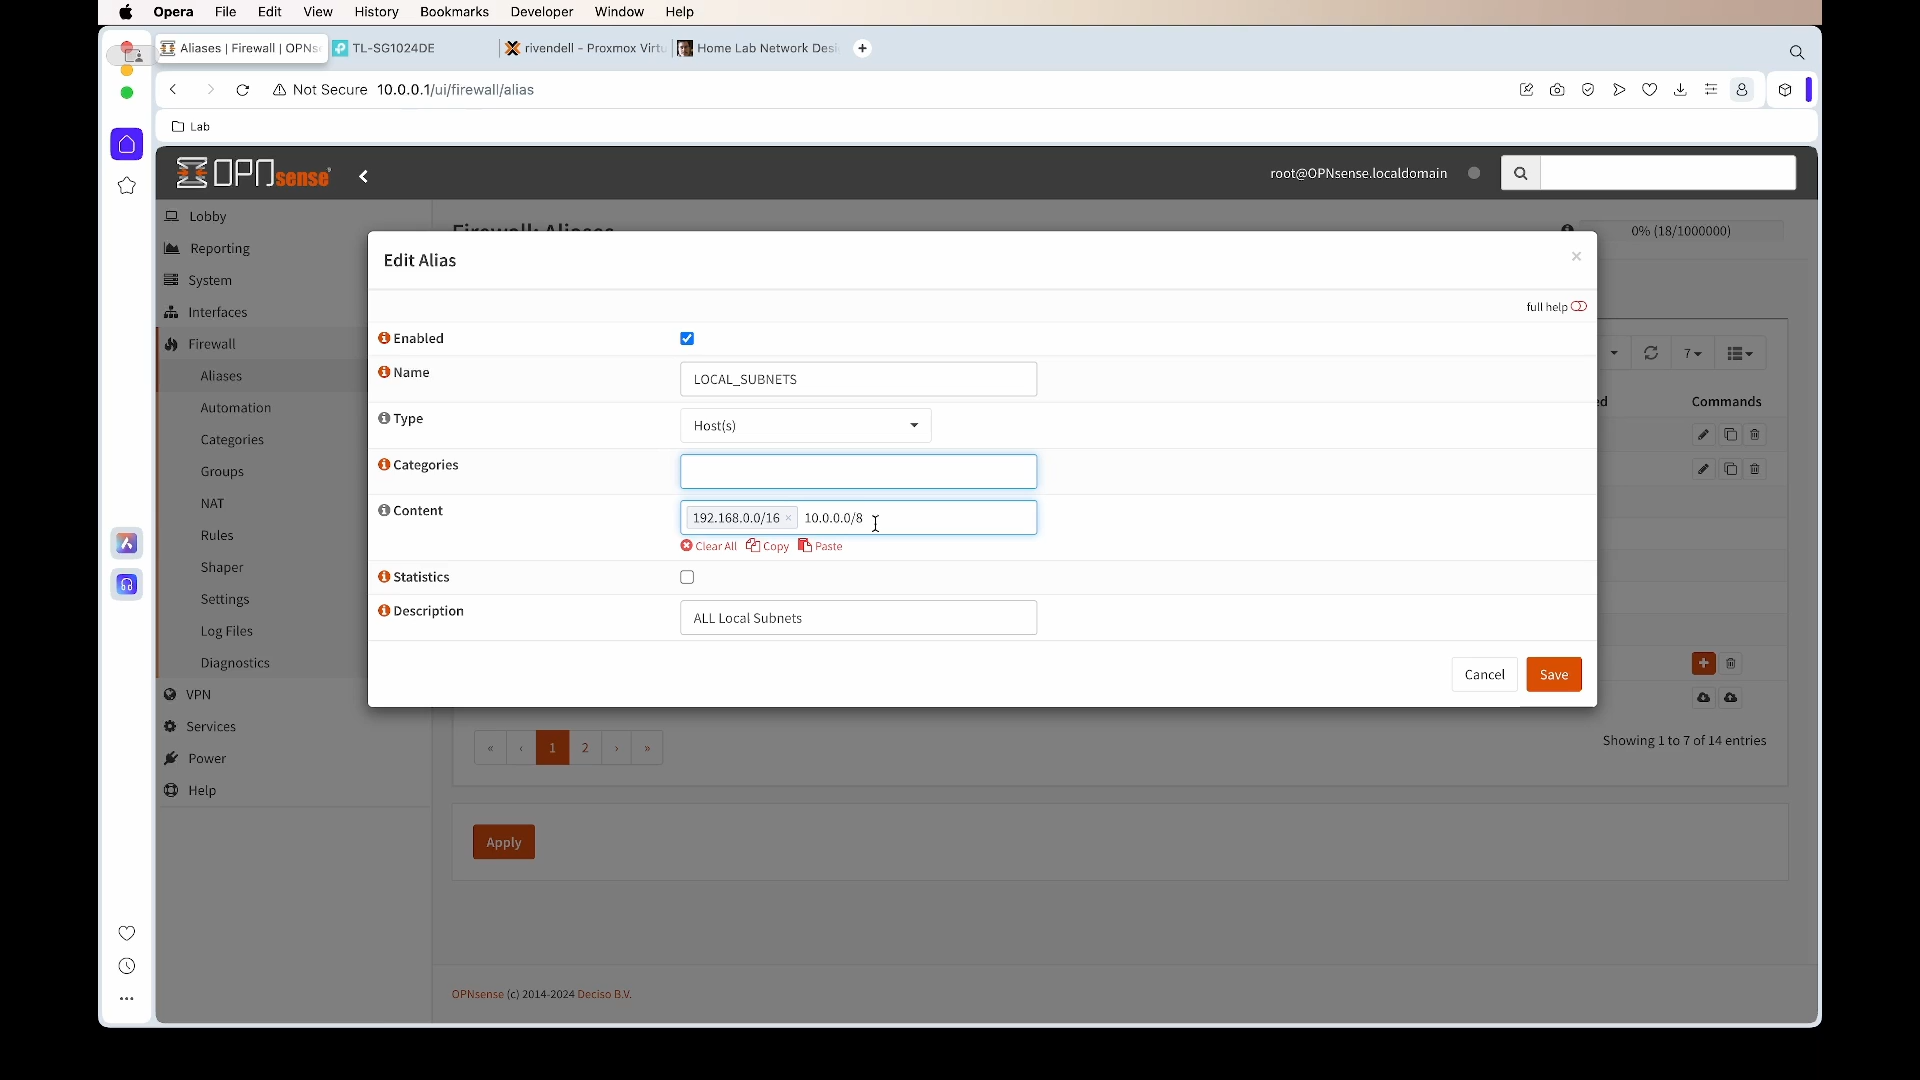 Opera File Edit View History Bookmarks Developer Window Help
Aliases | Firewall | OPNs
TL-SG1024DE
rivendell - Proxmox Virtu
Home Lab Network Desi
Not Secure 10.0.0.1/ui/firewall/alias
Lab
OPNsense
root@OPNsense.localdomain
Lobby
Reporting
System
Interfaces
Firewall
Aliases
Automation
Categories
Groups
NAT
Rules
Shaper
Settings
Log Files
Diagnostics
VPN
Services
Power
Help
Firewall: Aliases
0% (18/1000000)
Edit Alias
×
full help
Enabled
Name LOCAL_SUBNETS
Type Host(s)
Categories
Content 192.168.0.0/16 × 10.0.0.0/8
Clear All Copy Paste
Statistics
Description ALL Local Subnets
Cancel Save
7
ed Commands
« ‹ 1 2 › »
Showing 1 to 7 of 14 entries
Apply
OPNsense (c) 2014-2024 Deciso B.V.